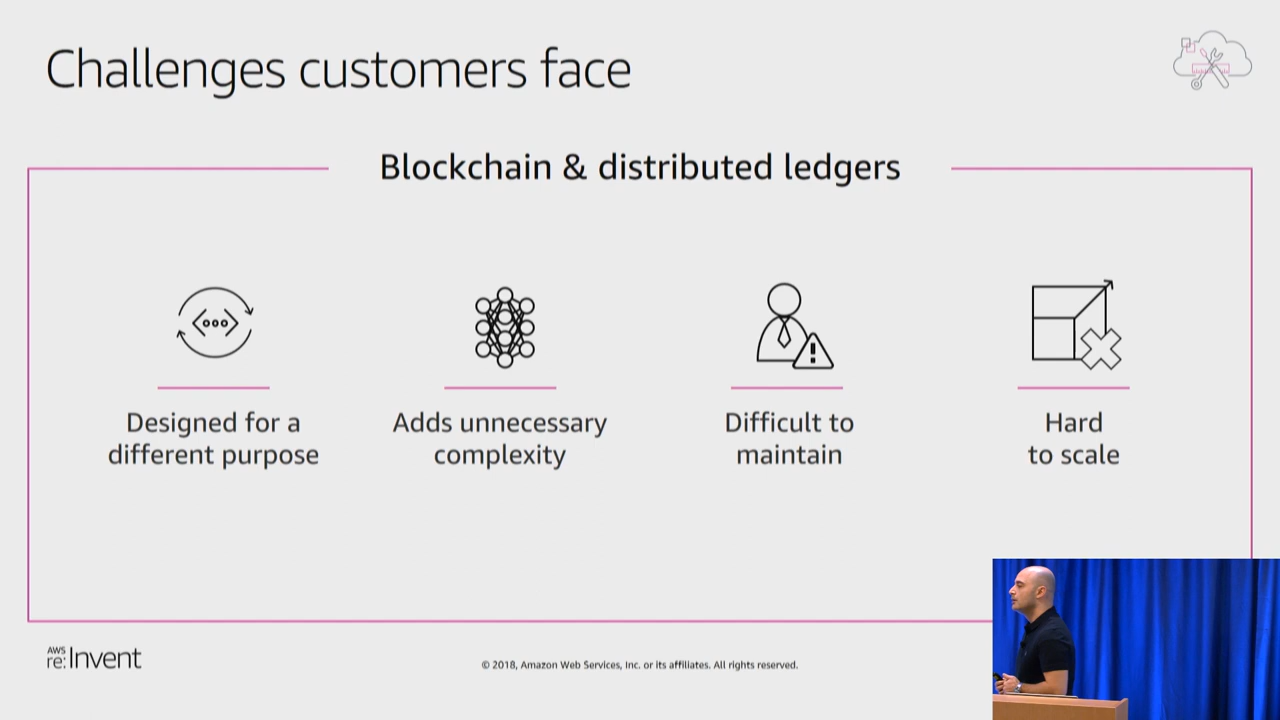 Challenges customers face
Blockchain & distributed ledgers
Designed for a
different purpose
Adds unnecessary
complexity
Difficult to
maintain
Hard
to scale
AWS
re:Invent
© 2018, Amazon Web Services, Inc. or its affiliates. All rights reserved.